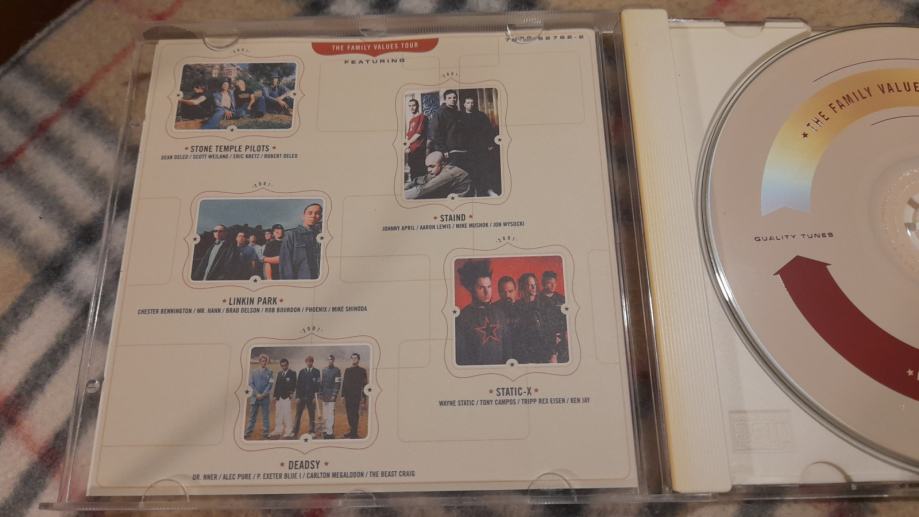 THE FAMILY VALUES TOUR
FEATURING
2001
STONE TEMPLE PILOTS
DEAN DELEO / SCOTT WEILAND / ERIC KRETZ / ROBERT DELEO
2001
STAIND
JOHNNY APRIL / AARON LEWIS / MIKE MUSHOK / JON WYSOCKI
2001
LINKIN PARK
CHESTER BENNINGTON / MR. HAHN / BRAD DELSON / ROB BOURDON / PHOENIX / MIKE SHINODA
2001
STATIC-X
WAYNE STATIC / TONY CAMPOS / TRIPP REX EISEN / KEN JAY
2001
DEADSY
DR. NNER / ALEC PURE / P. EXETER BLUE I / CARLTON MEGALODON / THE BEAST CRAIG
THE FAMILY VALUES
QUALITY TUNES